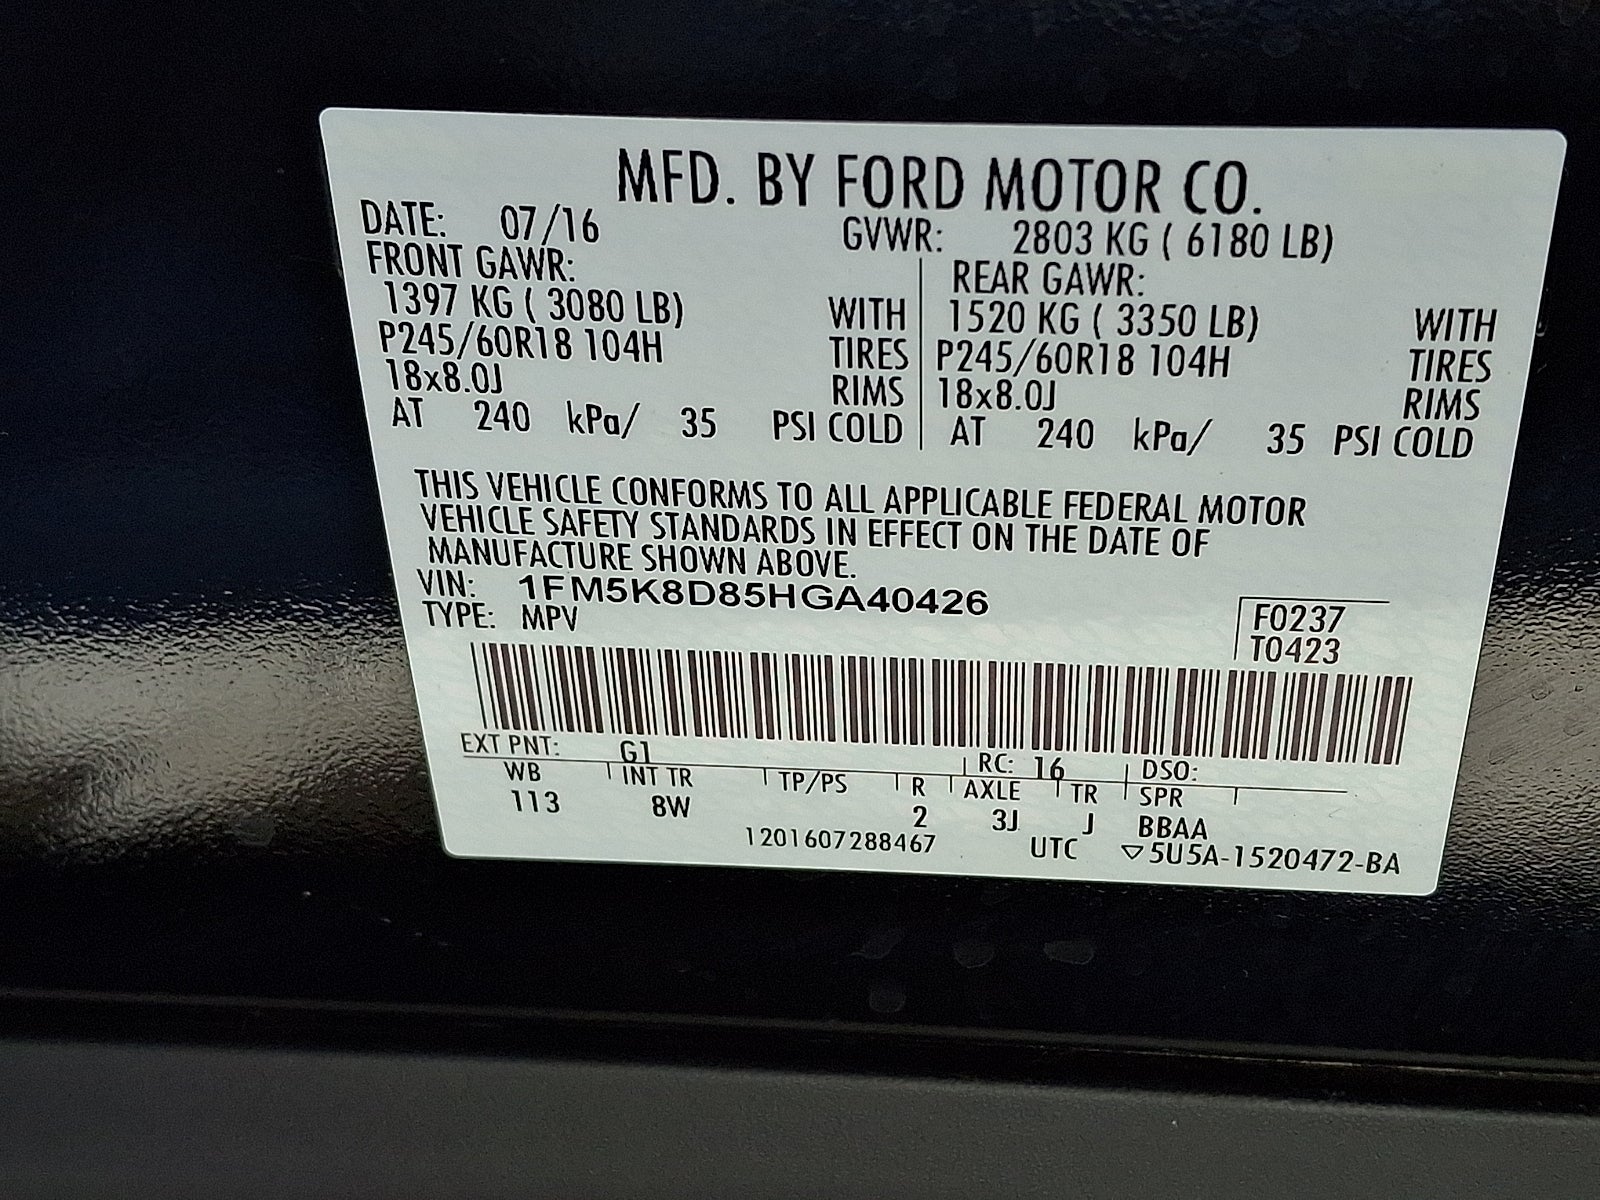 MFD. BY FORD MOTOR CO.
DATE: 07/16 GVWR: 2803 KG ( 6180 LB)
FRONT GAWR: REAR GAWR:
1397 KG ( 3080 LB) WITH 1520 KG ( 3350 LB) WITH
P245/60R18 104H TIRES P245/60R18 104H TIRES
18x8.0J RIMS 18x8.0J RIMS
AT 240 kPa/ 35 PSI COLD AT 240 kPa/ 35 PSI COLD
THIS VEHICLE CONFORMS TO ALL APPLICABLE FEDERAL MOTOR
VEHICLE SAFETY STANDARDS IN EFFECT ON THE DATE OF
MANUFACTURE SHOWN ABOVE.
VIN: 1FM5K8D85HGA40426
TYPE: MPV
F0237
T0423
EXT PNT: G1 RC: 16 DSO:
WB INT TR TP/PS R AXLE TR SPR
113 8W 2 3J J BBAA
1201607288467 UTC ▽5U5A-1520472-BA